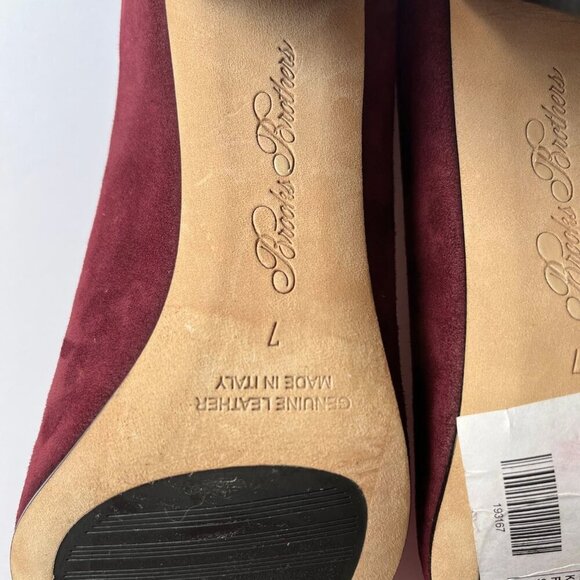 Brooks Brothers
7
GENUINE LEATHER
MADE IN ITALY
Brooks Brothers
193167